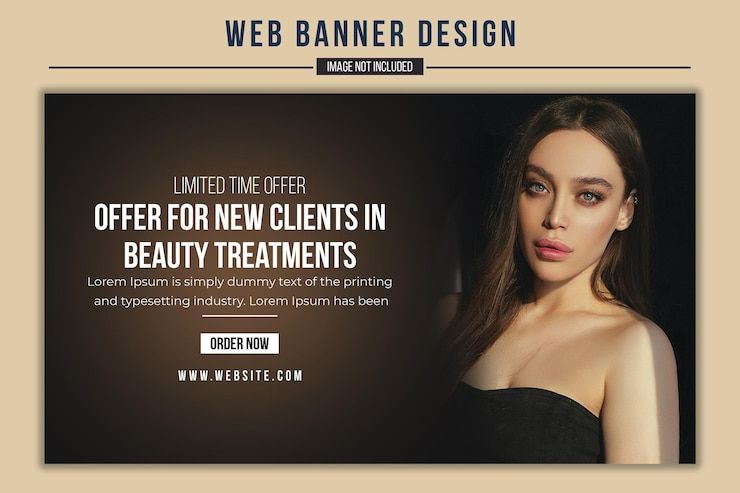 WEB BANNER DESIGN
IMAGE NOT INCLUDED
LIMITED TIME OFFER
OFFER FOR NEW CLIENTS IN
BEAUTY TREATMENTS
Lorem Ipsum is simply dummy text of the printing
and typesetting industry. Lorem Ipsum has been
ORDER NOW
WWW.WEBSITE.COM